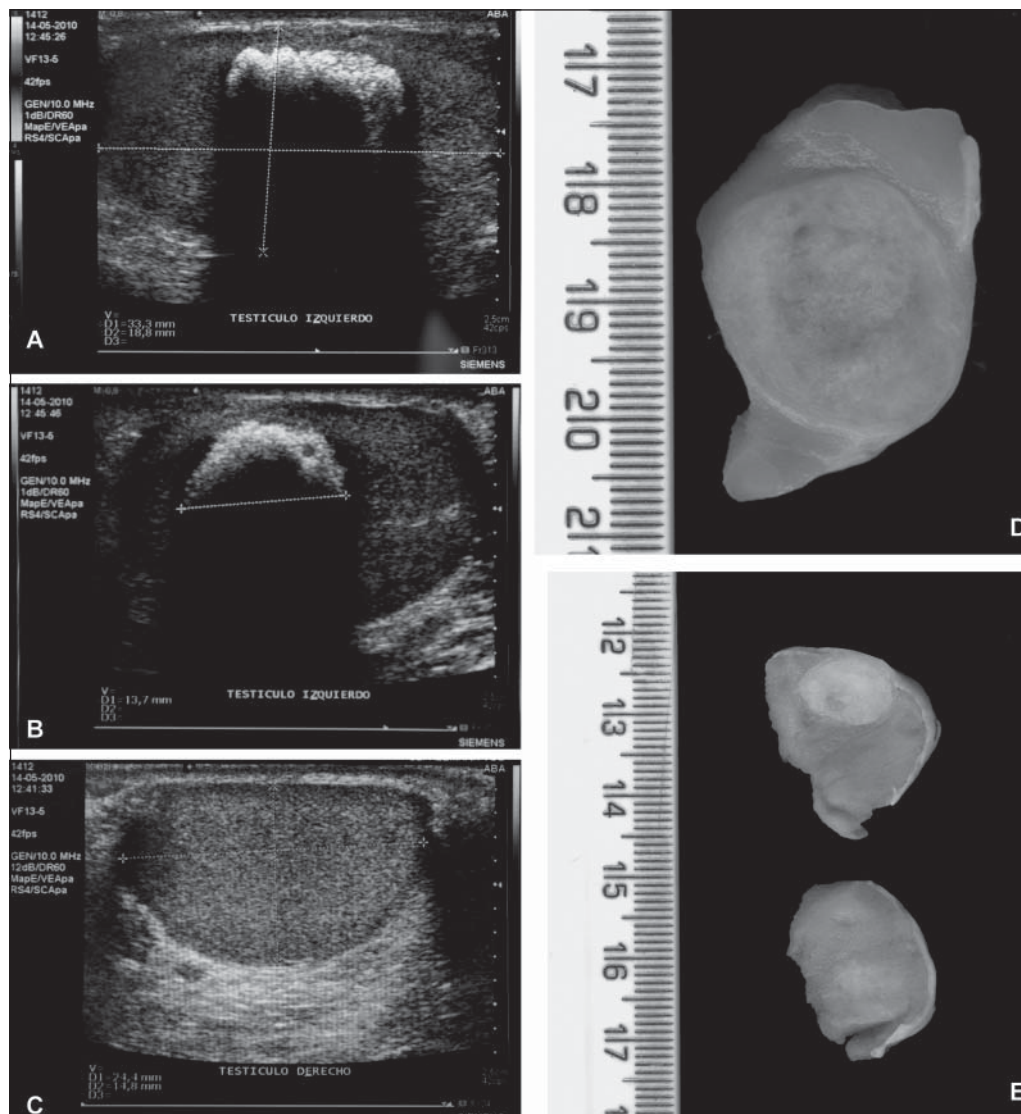 1412
14-05-2010
12:45:26
VF13-5
42fps
GEN/10.0 MHz
1dB/DR60
MapE/VEApa
RS4/SCApa
ABA
V=
D1=33,3 mm
D2=18,8 mm
D3=
TESTICULO IZQUIERDO
2,5cm
42cps
Fr313
SIEMENS
A
1412
14-05-2010
12:45:46
VF13-5
42fps
GEN/10.0 MHz
1dB/DR60
MapE/VEApa
RS4/SCApa
ABA
V=
D1=13,7 mm
D2=
D3=
TESTICULO IZQUIERDO
SIEMENS
B
1412
14-05-2010
12:41:33
VF13-5
42fps
GEN/10.0 MHz
12dB/DR60
MapE/VEApa
RS4/SCApa
ABA
V=
D1=24,4 mm
D2=14,8 mm
D3=
TESTICULO DERECHO
C
17
18
19
20
D
12
13
14
15
16
17
E